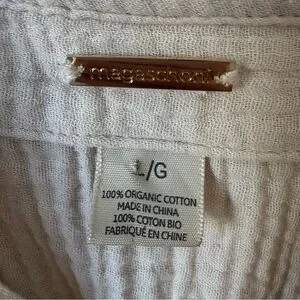 magaschoni
L/G
100% ORGANIC COTTON
MADE IN CHINA
100% COTON BIO
FABRIQUÉ EN CHINE